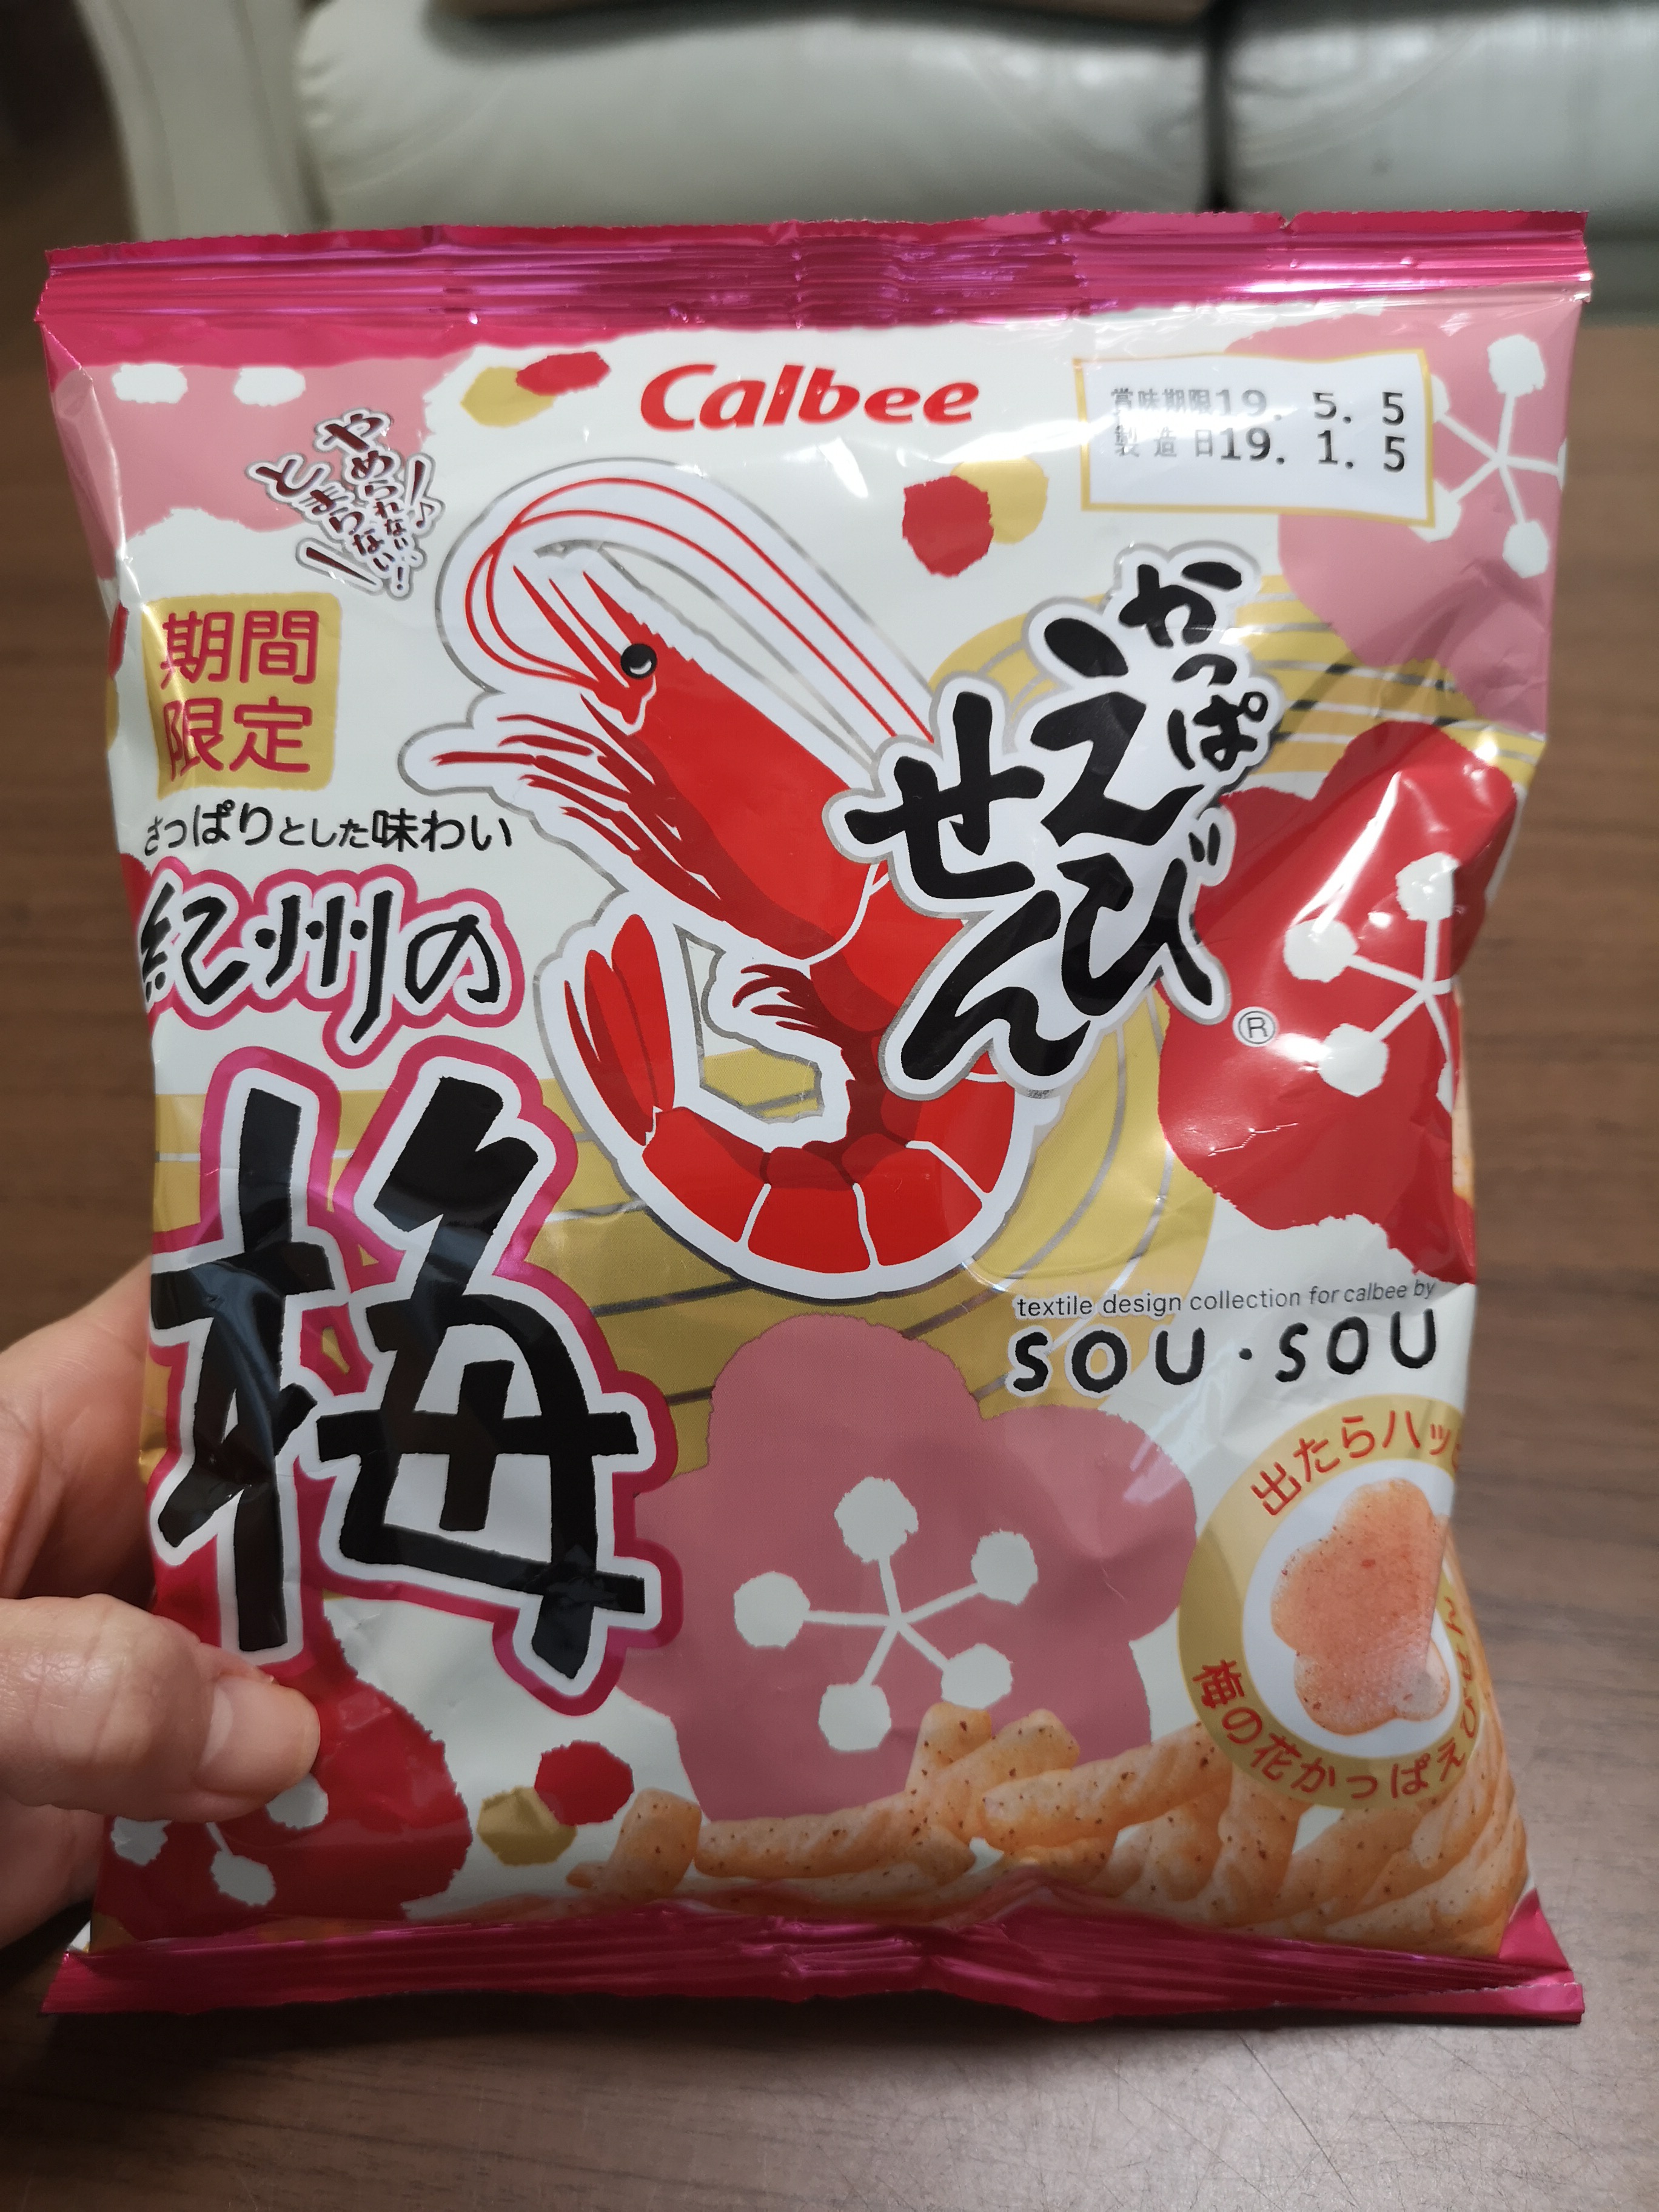 Calbee
賞味期限19. 5. 5
製造日19. 1. 5
やめられない♪
とまらない!
期間
限定
かっぱ
えび
せん
®
さっぱりとした味わい
紀州の
梅
textile design collection for calbee by
SOU・SOU
出たらハッ
梅の花かっぱえ